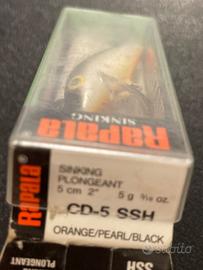 Rapala
SINKING
Rapala
SINKING
PLONGEANT
5 cm 2" 5 g 3/16 oz.
CD-5 SSH
ORANGE/PEARL/BLACK
PLONGEANT
SSH
subito